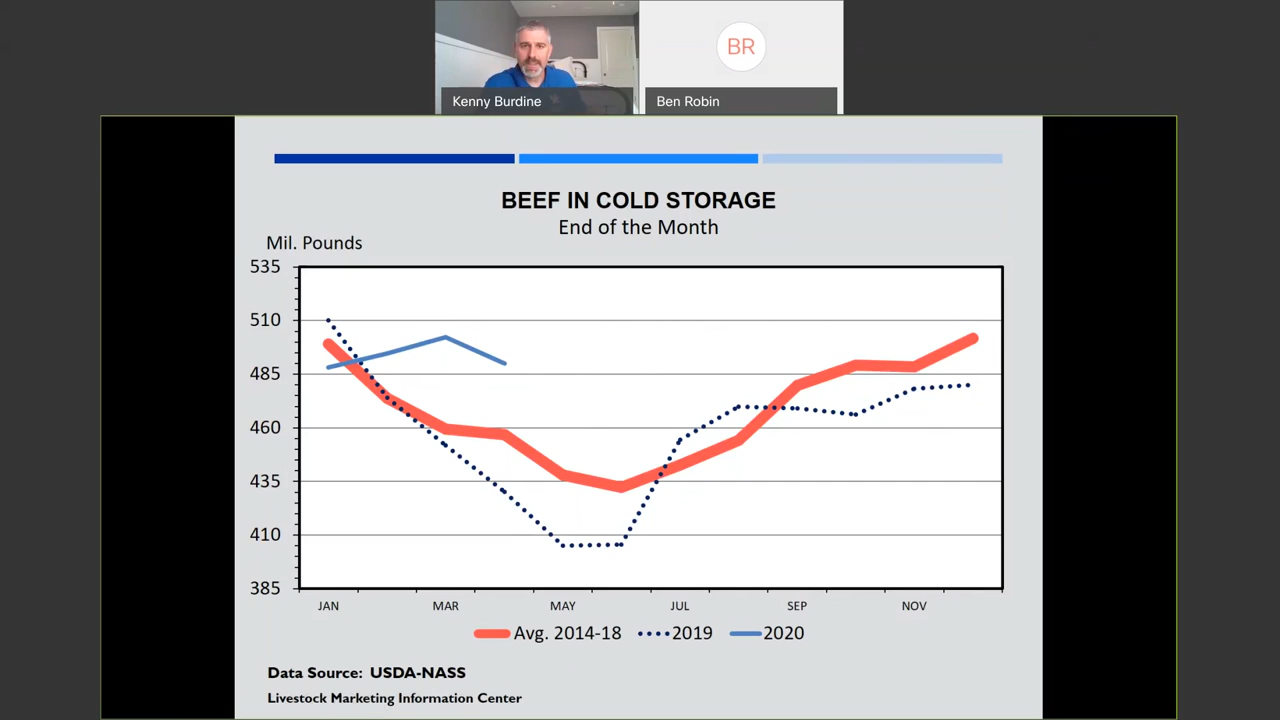 BR
Kenny Burdine
Ben Robin
BEEF IN COLD STORAGE
End of the Month
Mil. Pounds
535
510
485
460
435
410
385
JAN MAR MAY JUL SEP NOV
Avg. 2014-18 2019 2020
Data Source: USDA-NASS
Livestock Marketing Information Center